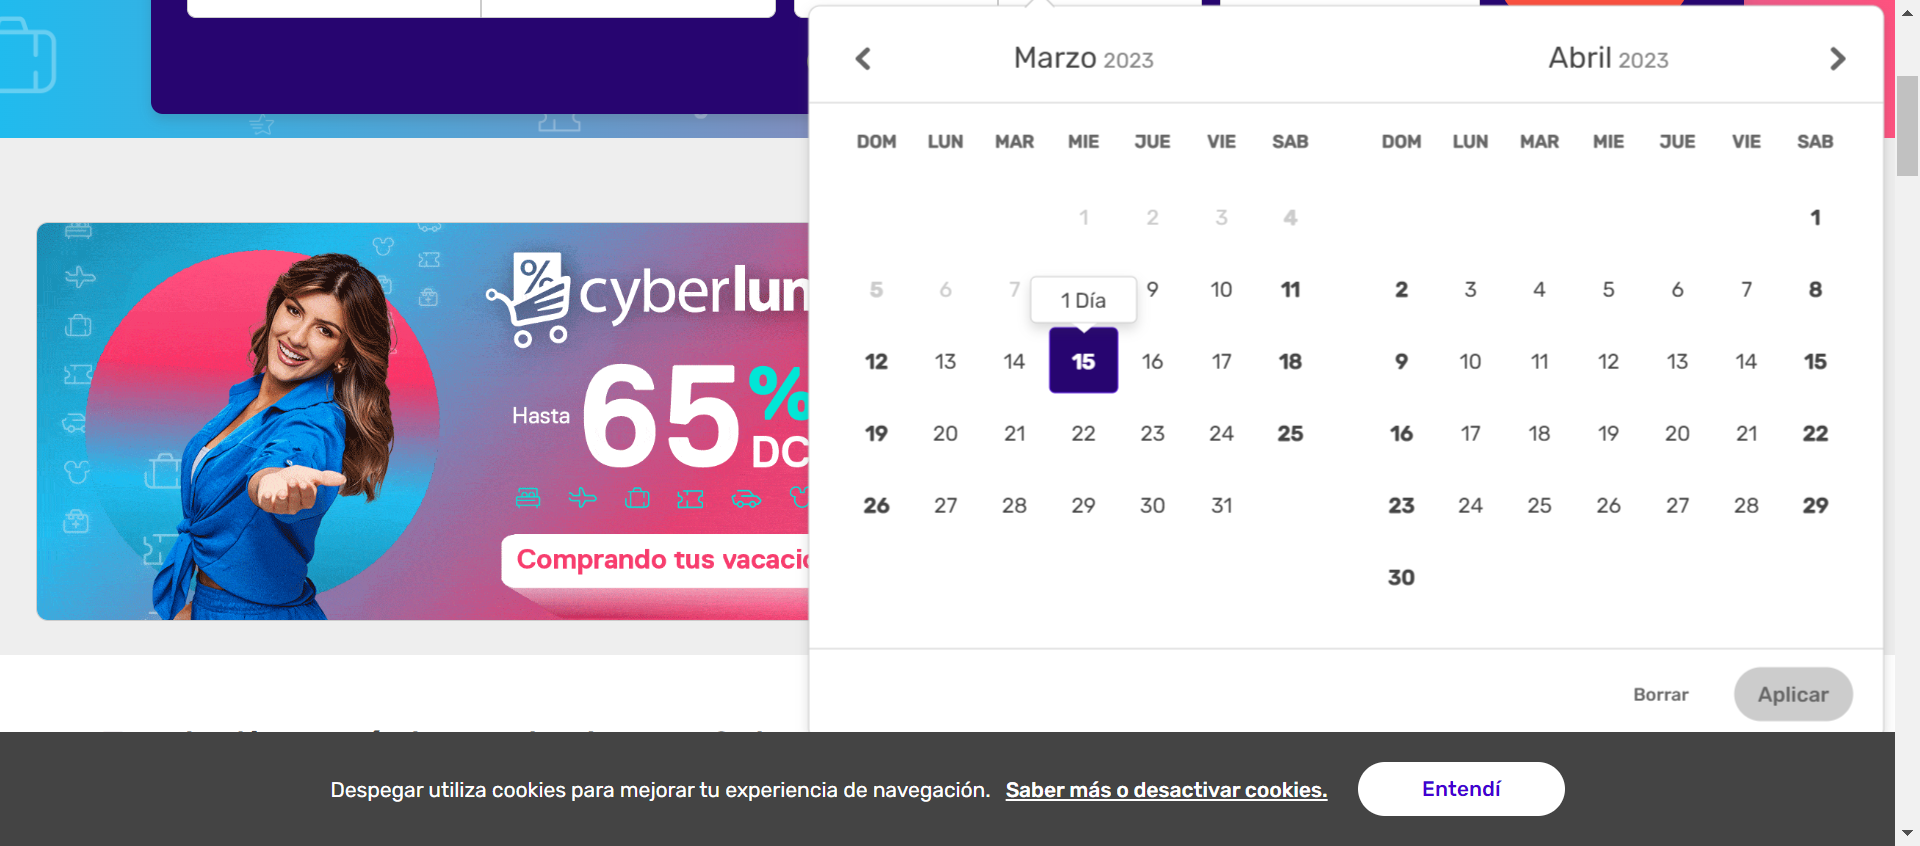 Marzo 2023
Abril 2023
DOM LUN MAR MIE JUE VIE SAB
1 2 3 4
5 6 7 9 10 11
1 Día
12 13 14 15 16 17 18
19 20 21 22 23 24 25
26 27 28 29 30 31
DOM LUN MAR MIE JUE VIE SAB
1
2 3 4 5 6 7 8
9 10 11 12 13 14 15
16 17 18 19 20 21 22
23 24 25 26 27 28 29
30
Borrar
Aplicar
% cyberlun
Hasta 65%
DC
Comprando tus vacacio
Despegar utiliza cookies para mejorar tu experiencia de navegación. Saber más o desactivar cookies.
Entendí